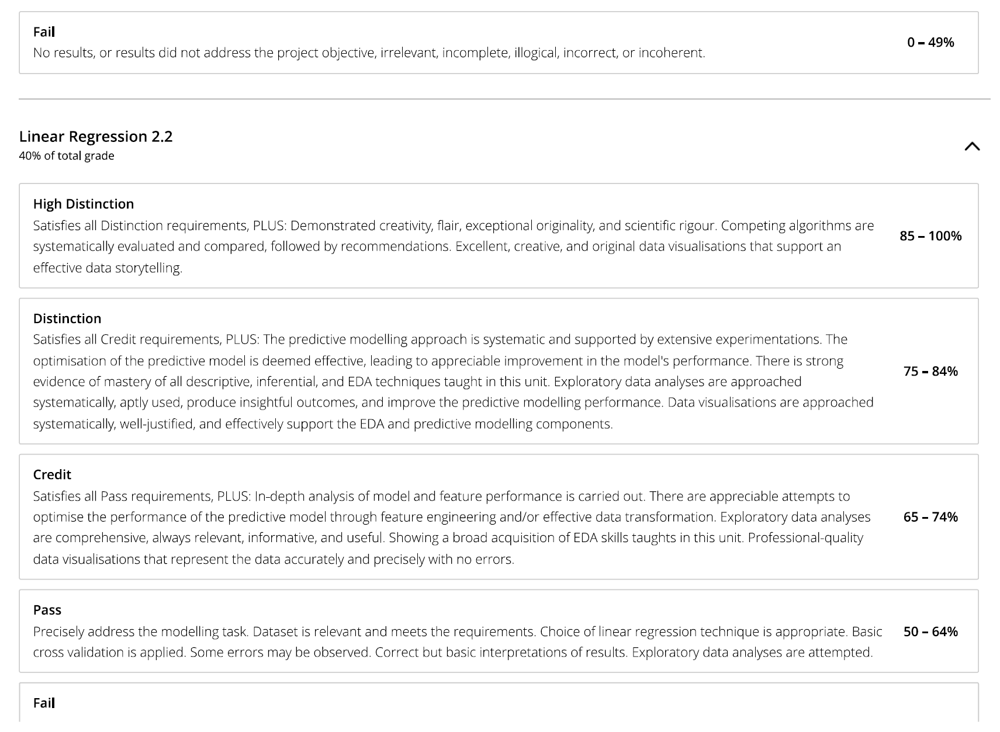 Fail
No results, or results did not address the project objective, irrelevant, incomplete, illogical, incorrect, or incoherent.
0 – 49%
Linear Regression 2.2
40% of total grade
High Distinction
Satisfies all Distinction requirements, PLUS: Demonstrated creativity, flair, exceptional originality, and scientific rigour. Competing algorithms are
systematically evaluated and compared, followed by recommendations. Excellent, creative, and original data visualisations that support an
effective data storytelling.
85 – 100%
Distinction
Satisfies all Credit requirements, PLUS: The predictive modelling approach is systematic and supported by extensive experimentations. The
optimisation of the predictive model is deemed effective, leading to appreciable improvement in the model's performance. There is strong
evidence of mastery of all descriptive, inferential, and EDA techniques taught in this unit. Exploratory data analyses are approached
systematically, aptly used, produce insightful outcomes, and improve the predictive modelling performance. Data visualisations are approached
systematically, well-justified, and effectively support the EDA and predictive modelling components.
75 – 84%
Credit
Satisfies all Pass requirements, PLUS: In-depth analysis of model and feature performance is carried out. There are appreciable attempts to
optimise the performance of the predictive model through feature engineering and/or effective data transformation. Exploratory data analyses
are comprehensive, always relevant, informative, and useful. Showing a broad acquisition of EDA skills taughts in this unit. Professional-quality
data visualisations that represent the data accurately and precisely with no errors.
65 – 74%
Pass
Precisely address the modelling task. Dataset is relevant and meets the requirements. Choice of linear regression technique is appropriate. Basic
cross validation is applied. Some errors may be observed. Correct but basic interpretations of results. Exploratory data analyses are attempted.
50 – 64%
Fail